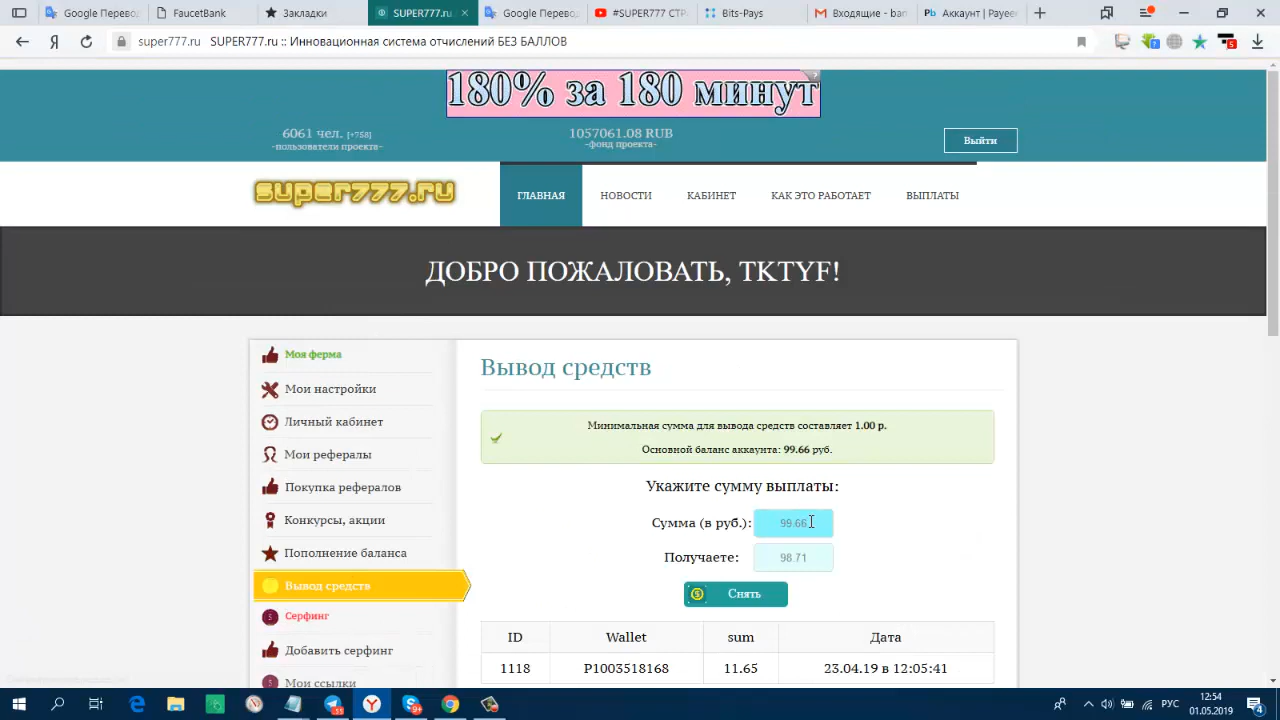 Google Перевод
FaucetBank
Закладки
SUPER777.ru
Google Перевод
#SUPER777 СТР
Bits-Pays
Входящие - ban
Аккаунт | Payeer
super777.ru SUPER777.ru :: Инновационная система отчислений БЕЗ БАЛЛОВ
7
5
180% за 180 минут
6061 чел. [+758]
-пользователи проекта-
1057061.08 RUB
-фонд проекта-
Выйти
super777.ru
ГЛАВНАЯ
НОВОСТИ
КАБИНЕТ
КАК ЭТО РАБОТАЕТ
ВЫПЛАТЫ
ДОБРО ПОЖАЛОВАТЬ, TKTYF!
Моя ферма
Мои настройки
Личный кабинет
Мои рефералы
Покупка рефералов
Конкурсы, акции
Пополнение баланса
Вывод средств
Серфинг
Добавить серфинг
Мои ссылки
Вывод средств
Минимальная сумма для вывода средств составляет 1.00 р.
Основной баланс аккаунта: 99.66 руб.
Укажите сумму выплаты:
Сумма (в руб.): 99.66
Получаете: 98.71
Снять
ID Wallet sum Дата
1118 P1003518168 11.65 23.04.19 в 12:05:41
99+
РУС
12:54
01.05.2019
4